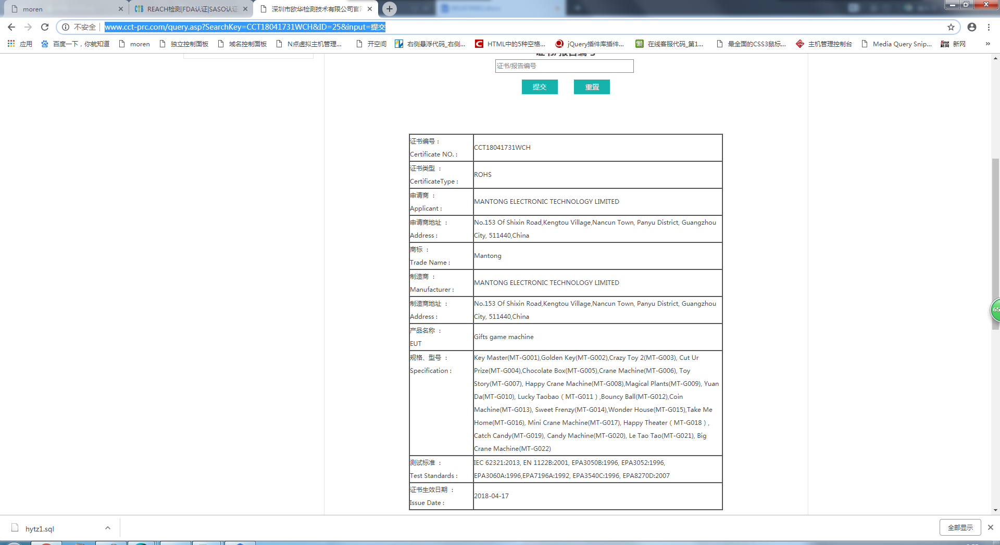 moren
REACH检测|FDA认证|SASO认证
深圳市欧华检测技术有限公司官网
不安全
www.cct-prc.com/query.asp?SearchKey=CCT18041731WCH&ID=25&input=提交
应用
百度一下，你就知道
moren
独立控制面板
域名控制面板
N点虚拟主机管理...
开空间
右侧悬浮代码_右侧...
HTML中的5种空格...
jQuery插件库插件...
在线客服代码_第1...
最全面的CSS3鼠标...
主机管理控制台
Media Query Snip...
新网
»
证书/报告编号
证书/报告编号
提交
重置
证书编号：
Certificate NO. :
CCT18041731WCH
证书类型 ：
CertificateType :
ROHS
申请商 ：
Applicant :
MANTONG ELECTRONIC TECHNOLOGY LIMITED
申请商地址 ：
Address :
No.153 Of Shixin Road,Kengtou Village,Nancun Town, Panyu District, Guangzhou
City, 511440,China
商标 ：
Trade Name :
Mantong
制造商 ：
Manufacturer :
MANTONG ELECTRONIC TECHNOLOGY LIMITED
制造商地址 ：
Address :
No.153 Of Shixin Road,Kengtou Village,Nancun Town, Panyu District, Guangzhou
City, 511440,China
产品名称 ：
EUT
Gifts game machine
规格、型号 ：
Specification :
Key Master(MT-G001),Golden Key(MT-G002),Crazy Toy 2(MT-G003), Cut Ur
Prize(MT-G004),Chocolate Box(MT-G005),Crane Machine(MT-G006), Toy
Story(MT-G007), Happy Crane Machine(MT-G008),Magical Plants(MT-G009), Yuan
Da(MT-G010), Lucky Taobao（MT-G011）,Bouncy Ball(MT-G012),Coin
Machine(MT-G013), Sweet Frenzy(MT-G014),Wonder House(MT-G015),Take Me
Home(MT-G016), Mini Crane Machine(MT-G017), Happy Theater（MT-G018）,
Catch Candy(MT-G019), Candy Machine(MT-G020), Le Tao Tao(MT-G021), Big
Crane Machine(MT-G022)
测试标准 ：
Test Standards :
IEC 62321:2013, EN 1122B:2001, EPA3050B:1996, EPA3052:1996,
EPA3060A:1996,EPA7196A:1992, EPA3540C:1996, EPA8270D:2007
证书生效日期 ：
Issue Date :
2018-04-17
65
hytz1.sql
全部显示